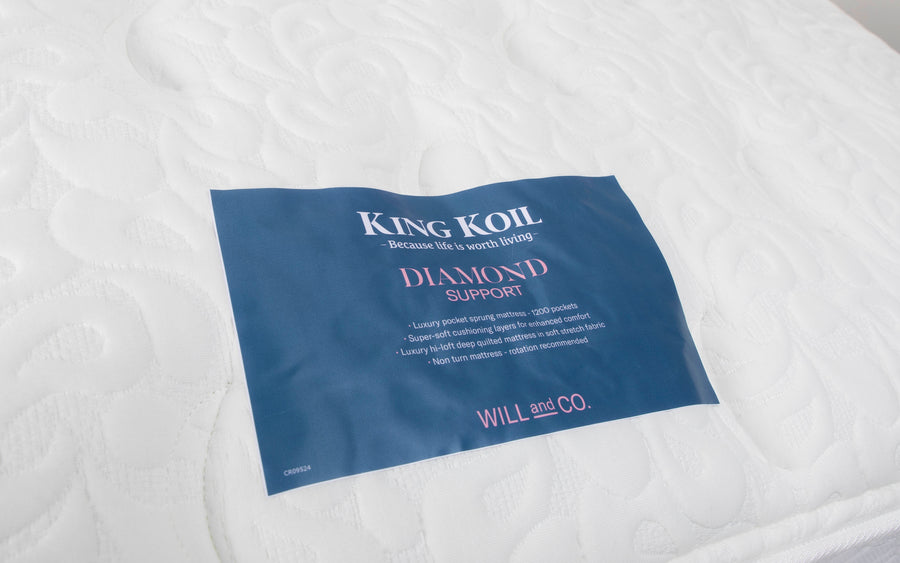 KING KOIL
- Because life is worth living -
DIAMOND
SUPPORT
· Luxury pocket sprung mattress - 1200 pockets
· Super-soft cushioning layers for enhanced comfort
· Luxury hi-loft deep quilted mattress in soft stretch fabric
· Non turn mattress - rotation recommended
WILL and CO.
CR09524